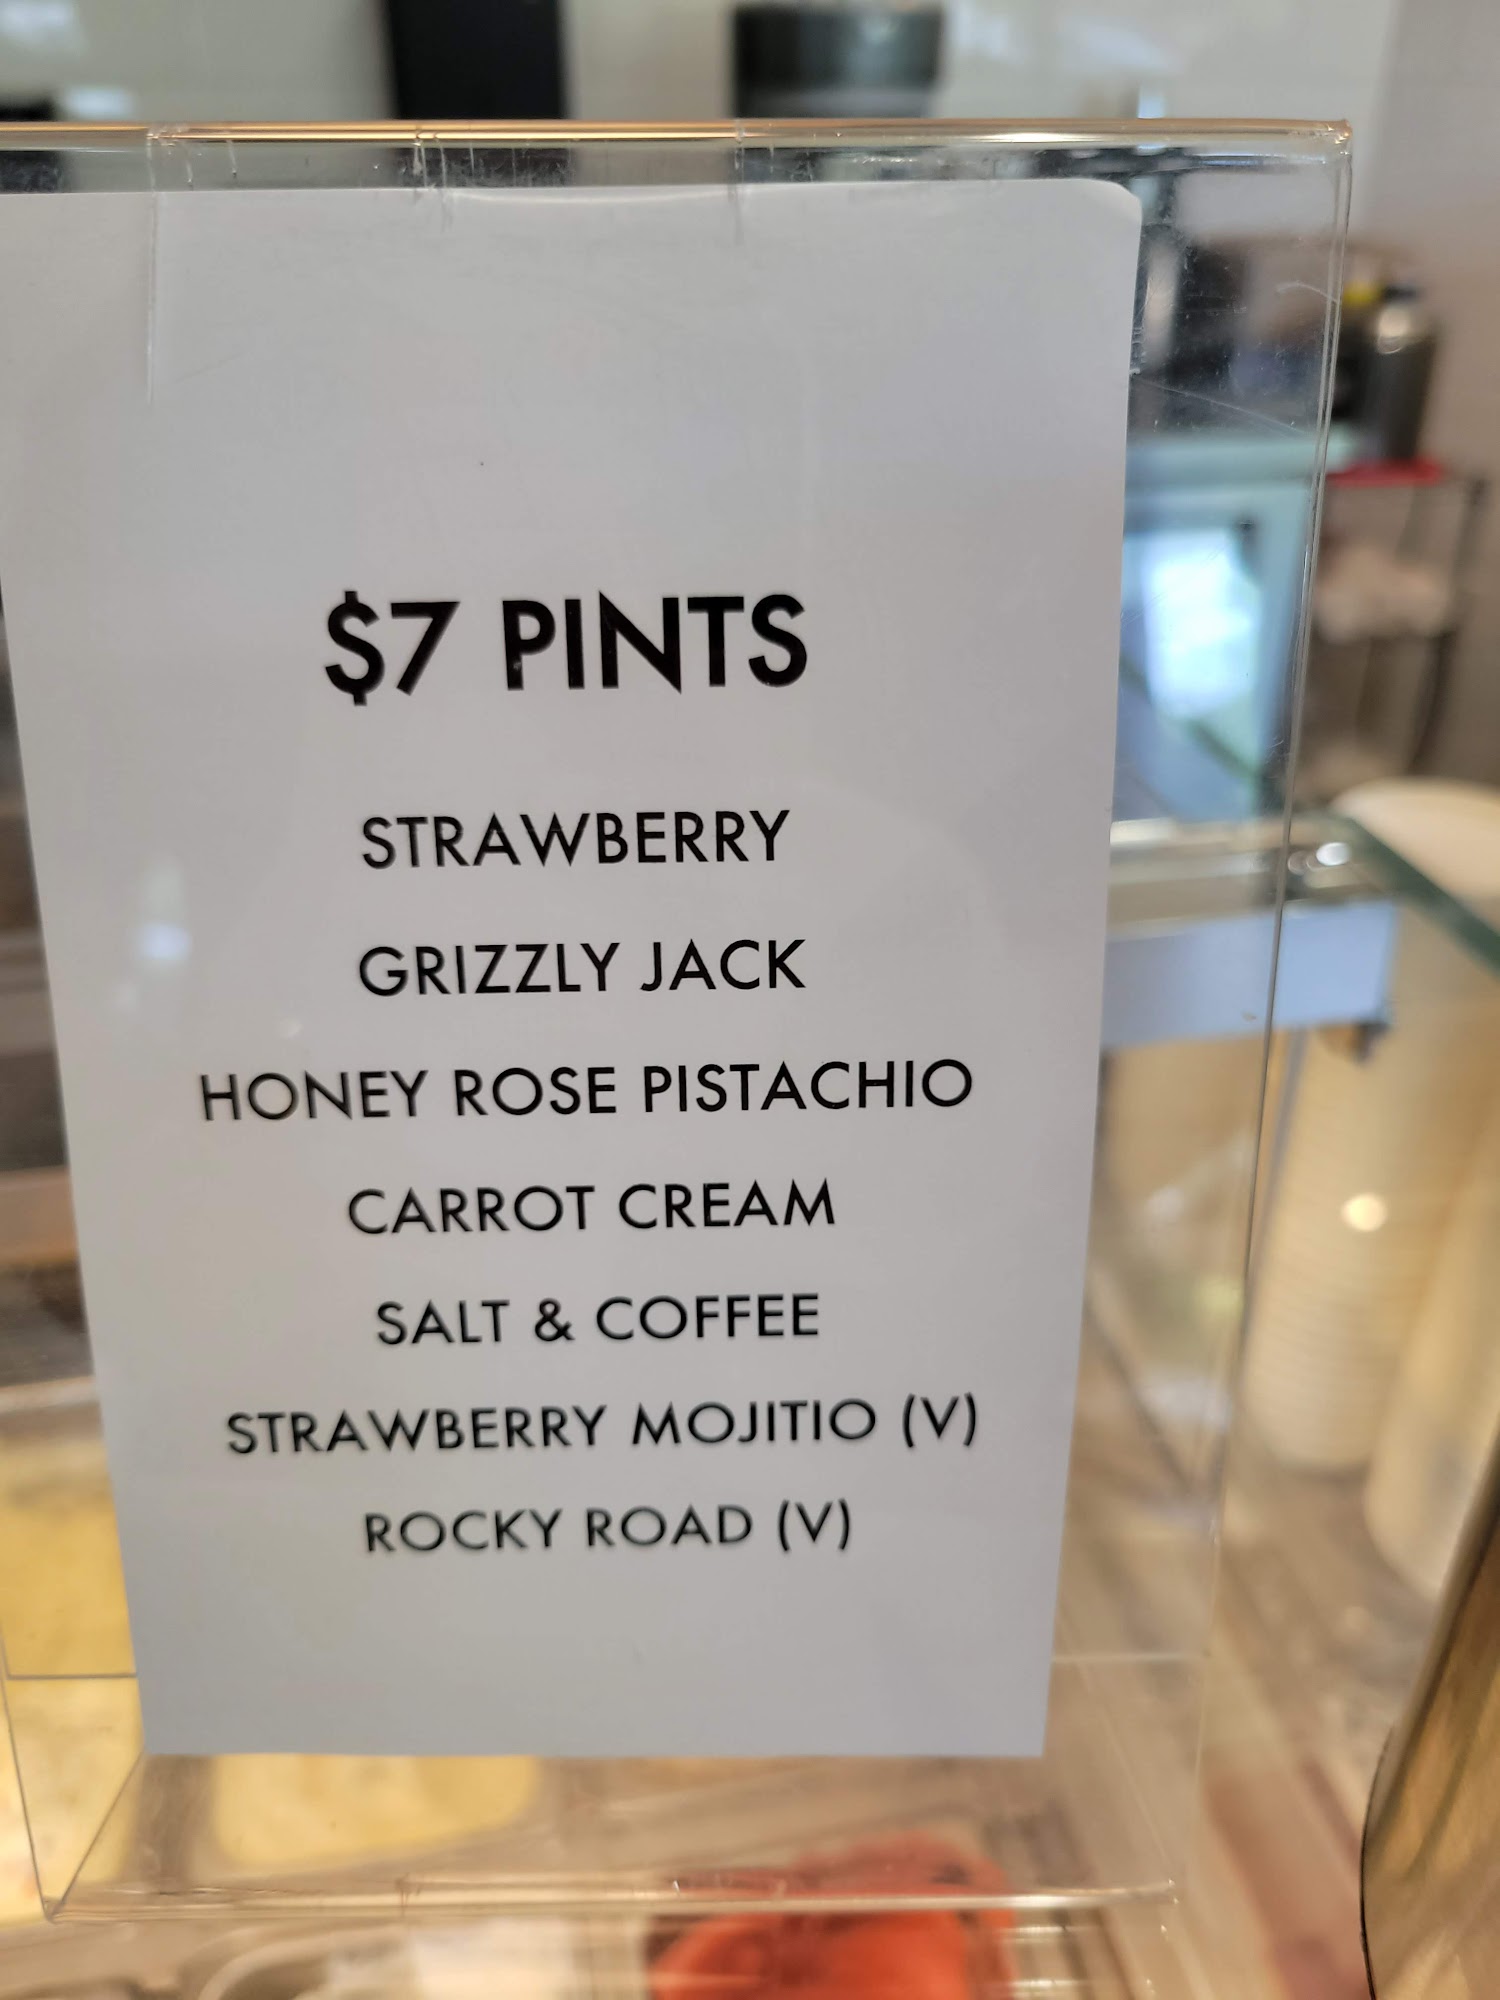 $7 PINTS
STRAWBERRY
GRIZZLY JACK
HONEY ROSE PISTACHIO
CARROT CREAM
SALT & COFFEE
STRAWBERRY MOJITIO (V)
ROCKY ROAD (V)